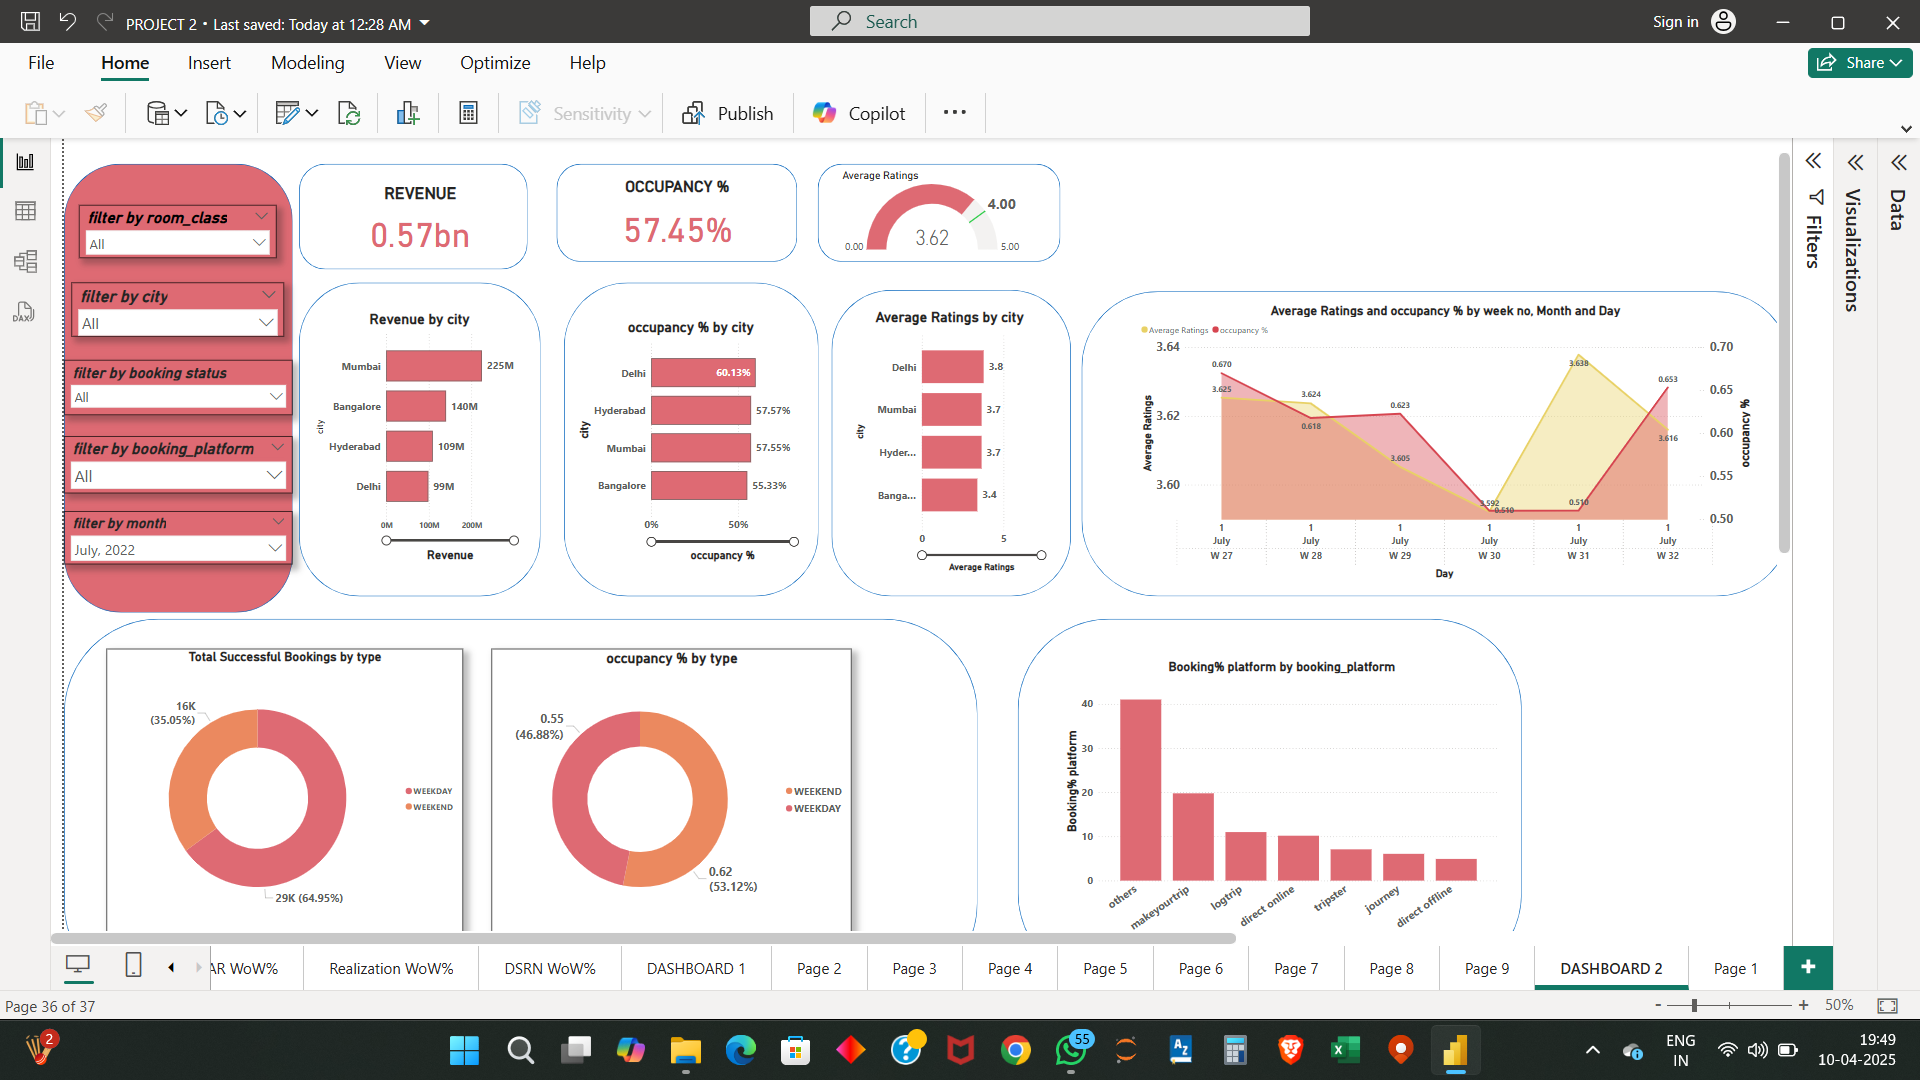 PROJECT 2 • Last saved: Today at 12:28 AM
Search
Sign in
File
Home
Insert
Modeling
View
Optimize
Help
Share
Sensitivity
Publish
Copilot
filter by room_class
All
filter by city
All
filter by booking status
All
filter by booking_platform
All
filter by month
July, 2022
REVENUE
0.57bn
OCCUPANCY %
57.45%
Average Ratings
4.00
3.62
0.00
5.00
Revenue by city
city
Mumbai
225M
Bangalore
140M
Hyderabad
109M
Delhi
99M
0M
100M
200M
Revenue
occupancy % by city
city
Delhi
60.13%
Hyderabad
57.57%
Mumbai
57.55%
Bangalore
55.33%
0%
50%
occupancy %
Average Ratings by city
city
Delhi
3.8
Mumbai
3.7
Hyder...
3.7
Banga...
3.4
0
5
Average Ratings
Average Ratings and occupancy % by week no, Month and Day
Average Ratings
occupancy %
3.64
3.62
3.60
Average Ratings
0.70
0.65
0.60
0.55
0.50
occupancy %
0.670
3.625
3.624
0.618
0.623
3.605
3.592
0.510
3.638
0.510
0.653
3.616
1
July
W 27
1
July
W 28
1
July
W 29
1
July
W 30
1
July
W 31
1
July
W 32
Day
Filters
Visualizations
Data
DAX
Total Successful Bookings by type
16K
(35.05%)
29K (64.95%)
WEEKDAY
WEEKEND
occupancy % by type
0.55
(46.88%)
0.62
(53.12%)
WEEKEND
WEEKDAY
Booking% platform by booking_platform
Booking% platform
40
30
20
10
0
others
makeyourtrip
logtrip
direct online
tripster
journey
direct offline
AR WoW%
Realization WoW%
DSRN WoW%
DASHBOARD 1
Page 2
Page 3
Page 4
Page 5
Page 6
Page 7
Page 8
Page 9
DASHBOARD 2
Page 1
Page 36 of 37
50%
2
55
ENG
IN
19:49
10-04-2025